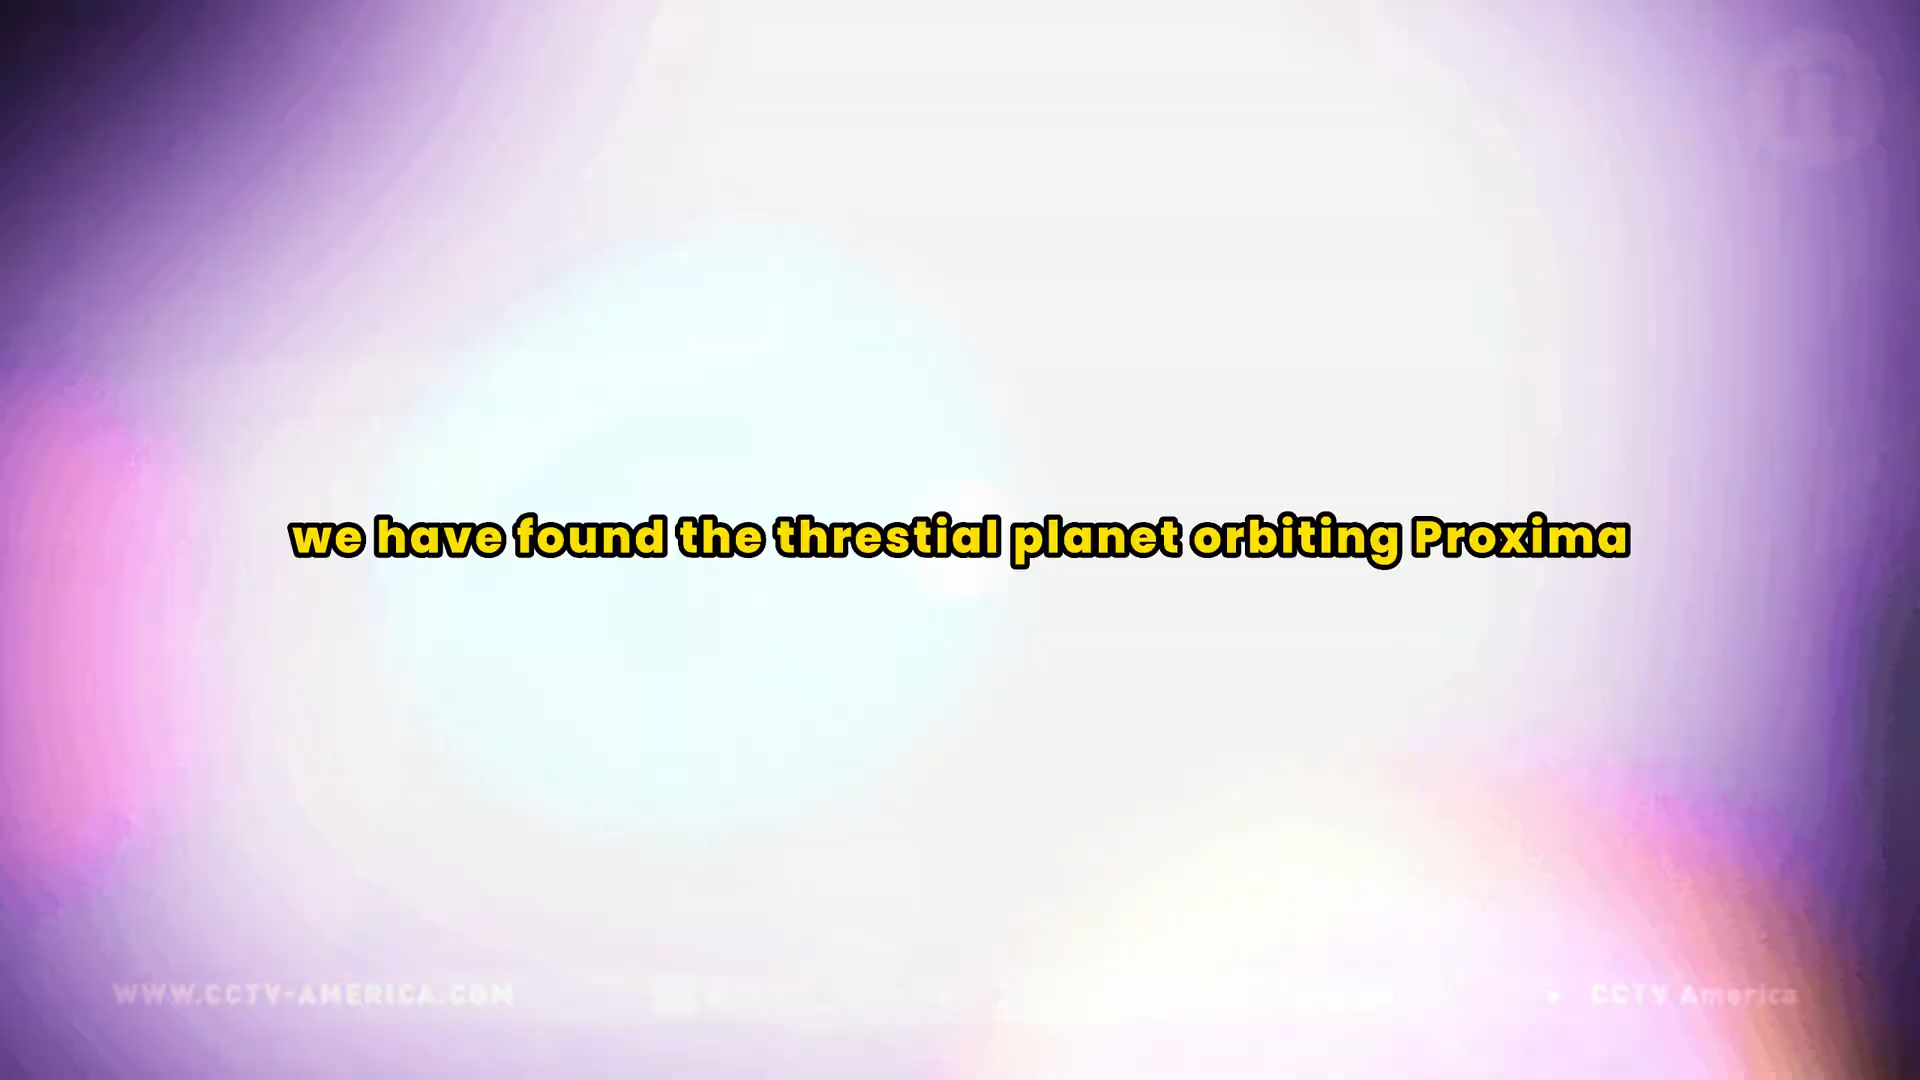 we have found the threstial planet orbiting Proxima
WWW.CCTV-AMERICA.COM
CCTV America